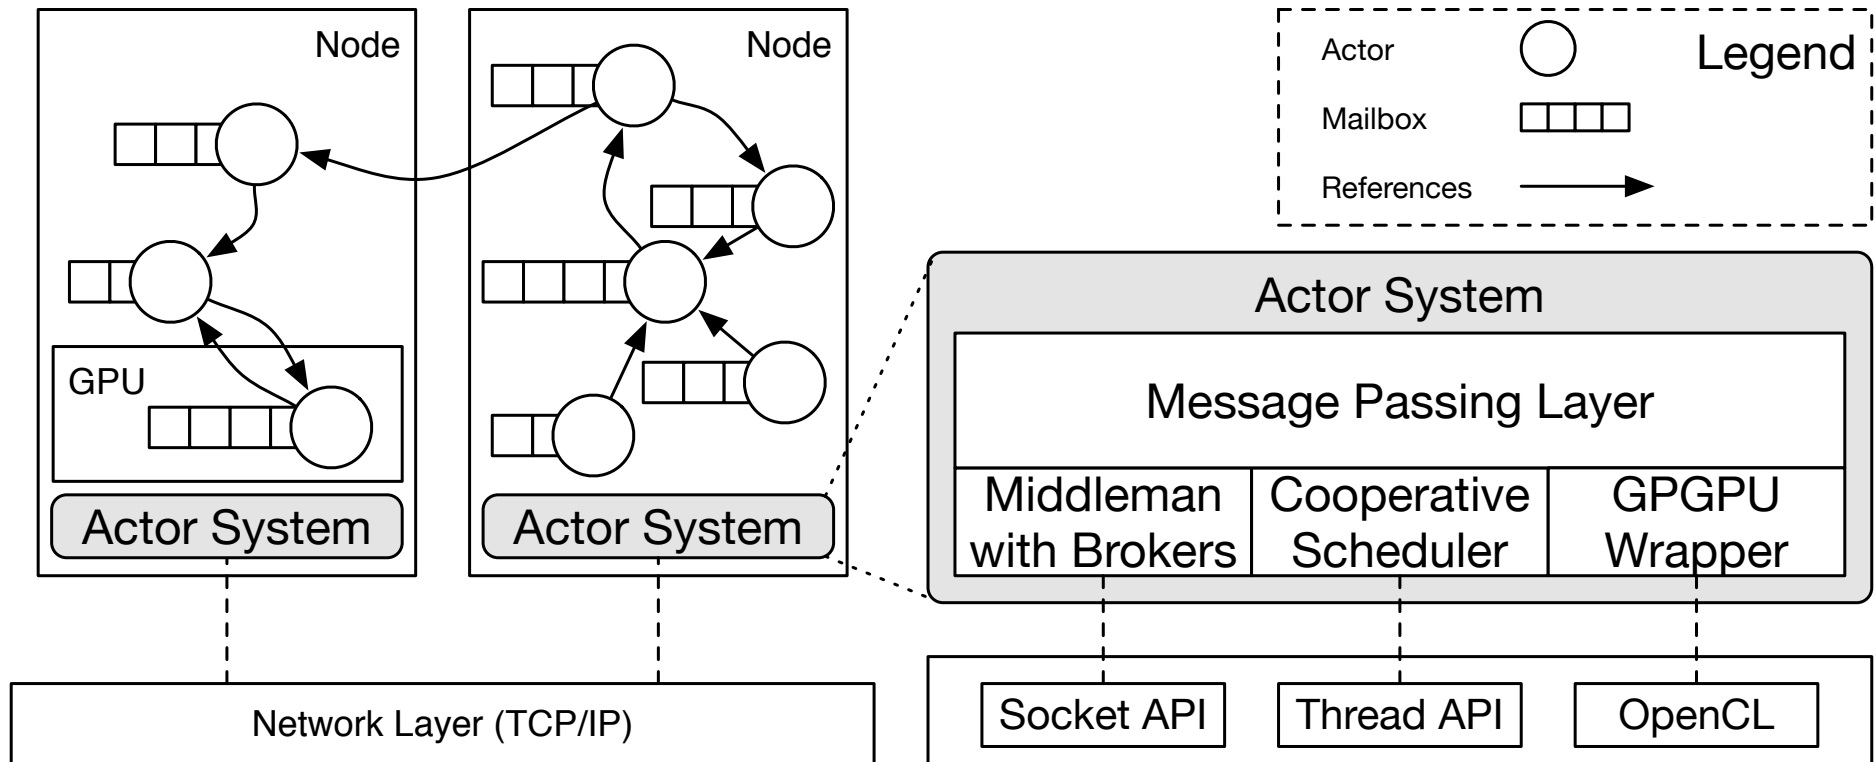 Node
Node
Actor
Legend
Mailbox
References
GPU
Actor System
Actor System
Actor System
Message Passing Layer
Middleman
with Brokers
Cooperative
Scheduler
GPGPU
Wrapper
Network Layer (TCP/IP)
Socket API
Thread API
OpenCL